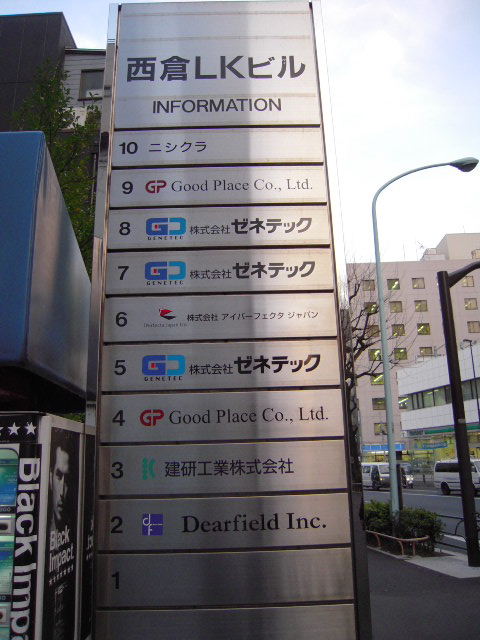 西倉LKビル
INFORMATION
10 ニシクラ
9 GP Good Place Co., Ltd.
8 GENETEC 株式会社ゼネテック
7 GENETEC 株式会社ゼネテック
6 株式会社 アイパーフェクタ ジャパン
5 GENETEC 株式会社ゼネテック
4 GP Good Place Co., Ltd.
3 建研工業株式会社
2 Dearfield Inc.
1
Black Impa
Black
Impact.